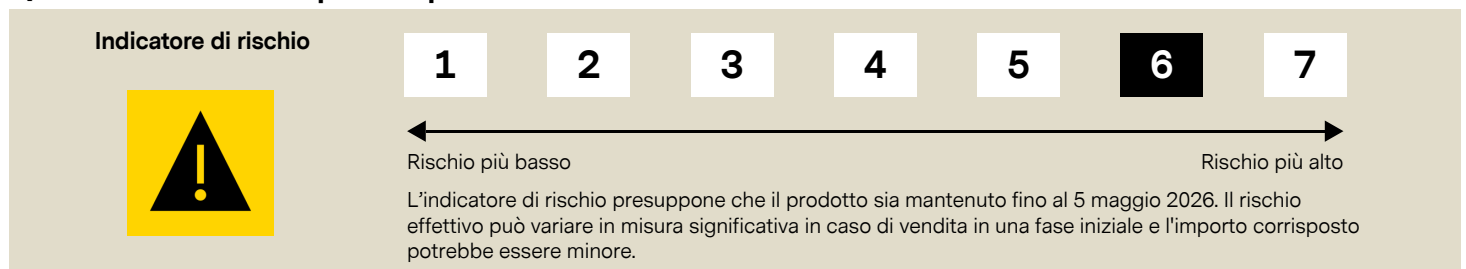 Indicatore di rischio
1 2 3 4 5 6 7
Rischio più basso
Rischio più alto
L'indicatore di rischio presuppone che il prodotto sia mantenuto fino al 5 maggio 2026. Il rischio
effettivo può variare in misura significativa in caso di vendita in una fase iniziale e l'importo corrisposto
potrebbe essere minore.